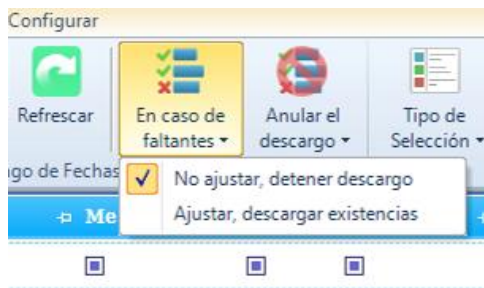 Configurar
Refrescar
En caso de
faltantes
Anular el
descargo
Tipo de
Selección
go de Fechas
No ajustar, detener descargo
Ajustar, descargar existencias
Me